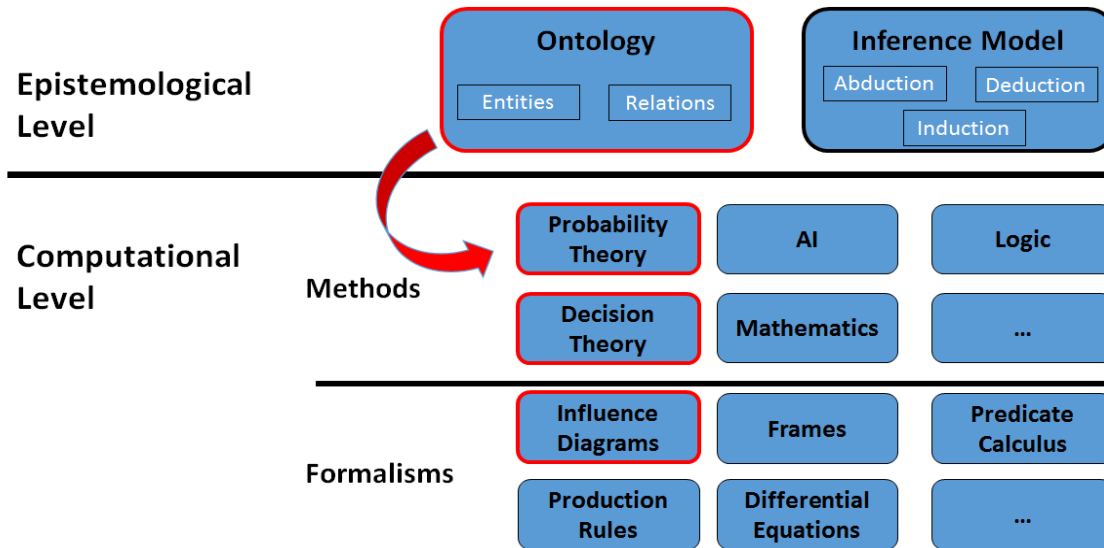 Epistemological
Level
Ontology
Entities
Relations
Inference Model
Abduction
Deduction
Induction
Computational
Level
Methods
Probability
Theory
AI
Logic
Decision
Theory
Mathematics
...
Formalisms
Influence
Diagrams
Frames
Predicate
Calculus
Production
Rules
Differential
Equations
...